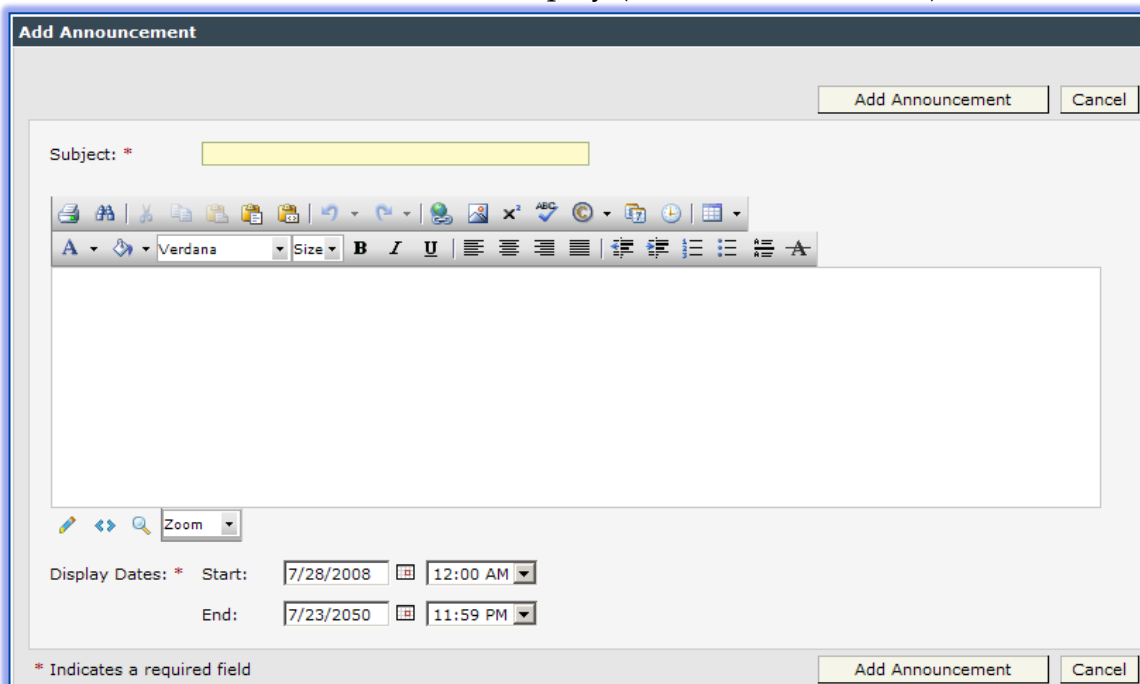 Add Announcement
Add Announcement Cancel
Subject: *
ABC
A Verdana Size B I U A
Zoom
Display Dates: * Start: 7/28/2008 12:00 AM
End: 7/23/2050 11:59 PM
* Indicates a required field Add Announcement Cancel